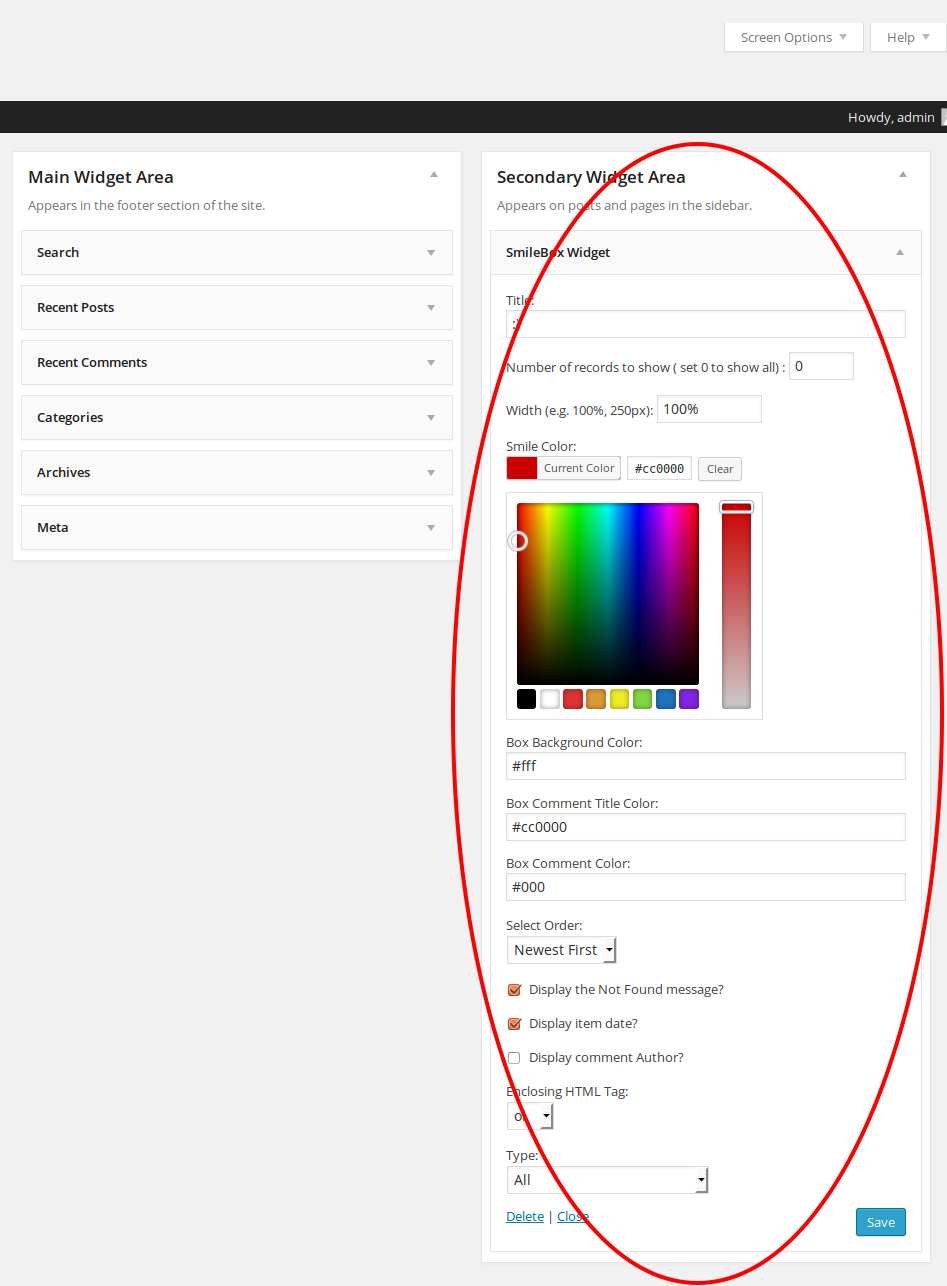 Screen Options
Help
Howdy, admin
Main Widget Area
Appears in the footer section of the site.
Search
Recent Posts
Recent Comments
Categories
Archives
Meta
Secondary Widget Area
Appears on posts and pages in the sidebar.
SmileBox Widget
Title:
Number of records to show ( set 0 to show all) : 0
Width (e.g. 100%, 250px): 100%
Smile Color:
Current Color #cc0000 Clear
Box Background Color:
#fff
Box Comment Title Color:
#cc0000
Box Comment Color:
#000
Select Order:
Newest First
Display the Not Found message?
Display item date?
Display comment Author?
Enclosing HTML Tag:
Type:
All
Delete | Close
Save